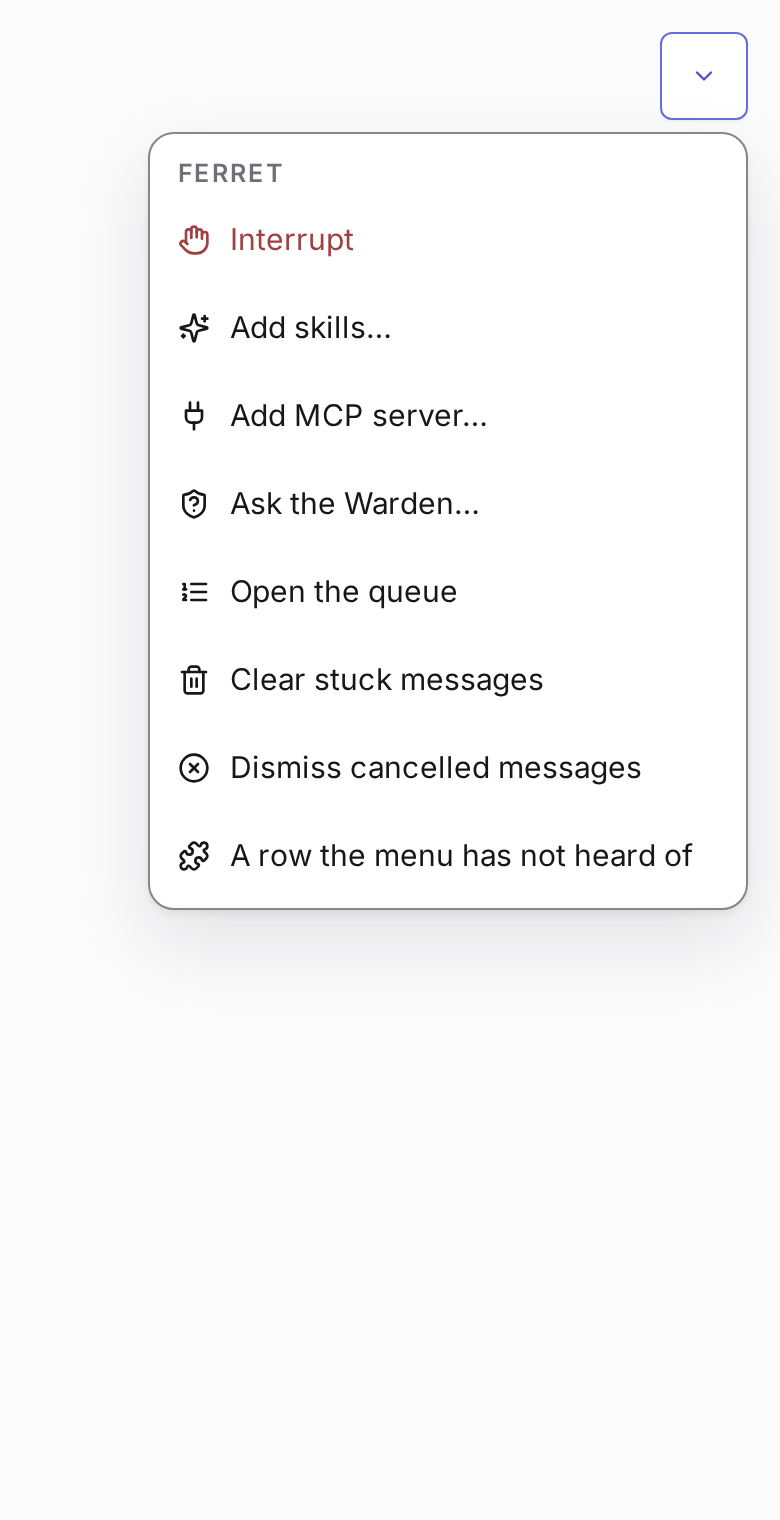 FERRET
Interrupt
Add skills...
Add MCP server...
Ask the Warden...
Open the queue
Clear stuck messages
Dismiss cancelled messages
A row the menu has not heard of